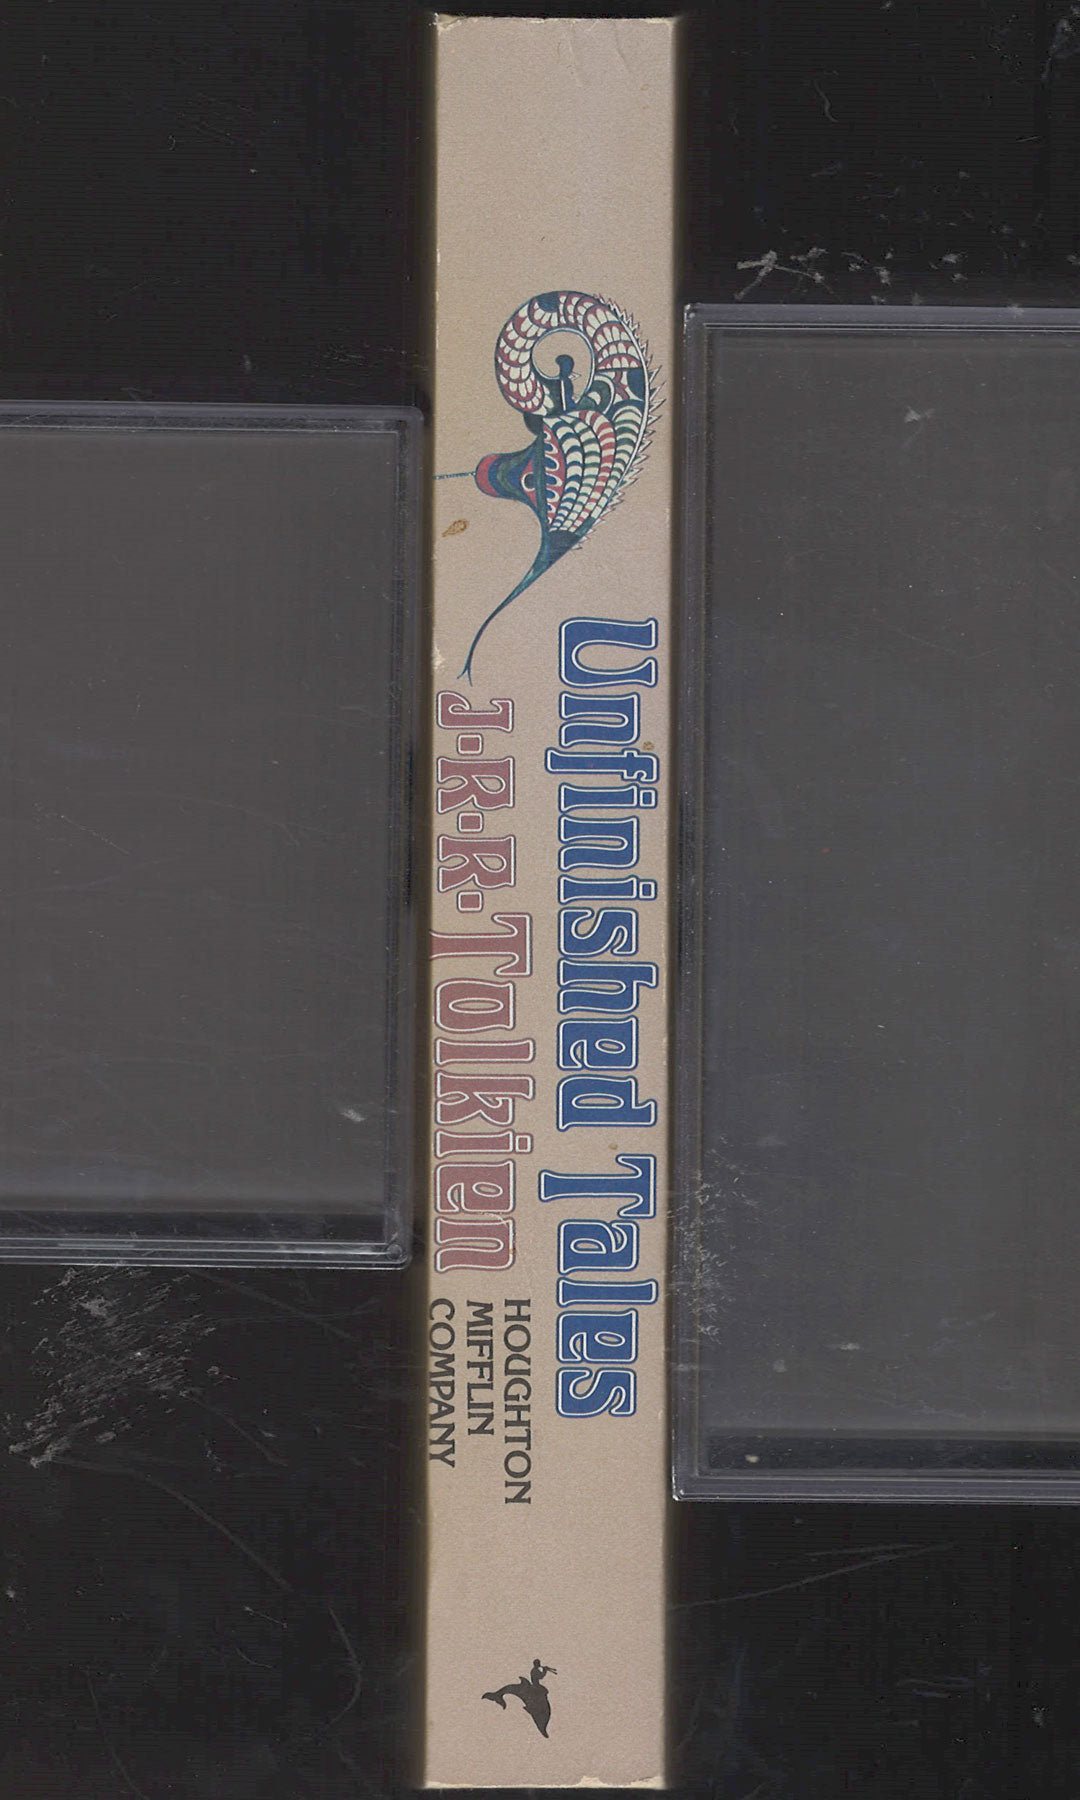 Unfinished Tales
J·R·R·Tolkien
HOUGHTON
MIFFLIN
COMPANY